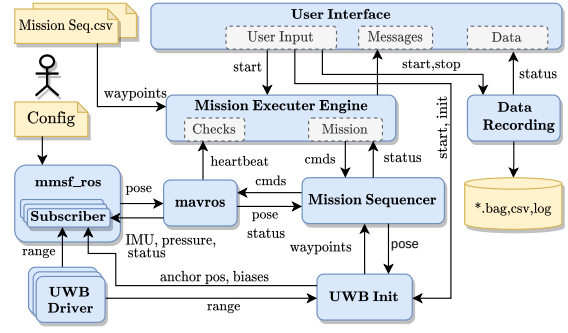 User Interface
Mission Seq.csv
User Input
Messages
Data
start
start,stop
status
waypoints
Mission Executer Engine
Checks
Mission
start, init
Data
Recording
Config
heartbeat
cmds
status
mmsf_ros
Subscriber
pose
mavros
cmds
pose
status
Mission Sequencer
*.bag,csv,log
IMU, pressure,
status
range
waypoints
pose
anchor pos, biases
UWB
Driver
range
UWB Init